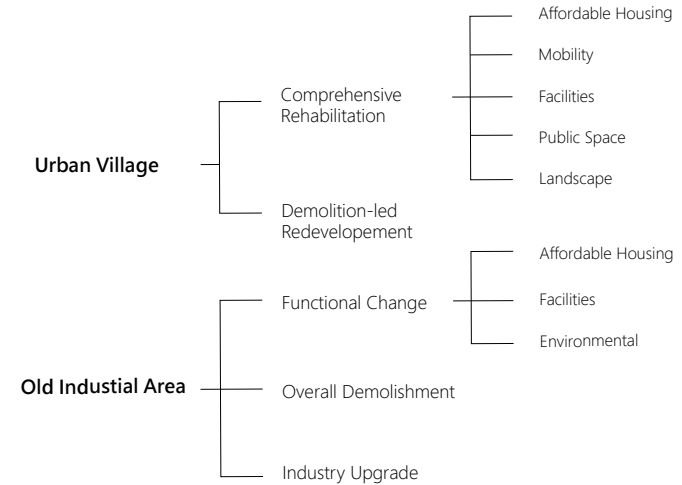 Urban Village
Comprehensive
Rehabilitation
Affordable Housing
Mobility
Facilities
Public Space
Landscape
Demolition-led
Redevelopement
Old Industial Area
Functional Change
Affordable Housing
Facilities
Environmental
Overall Demolishment
Industry Upgrade